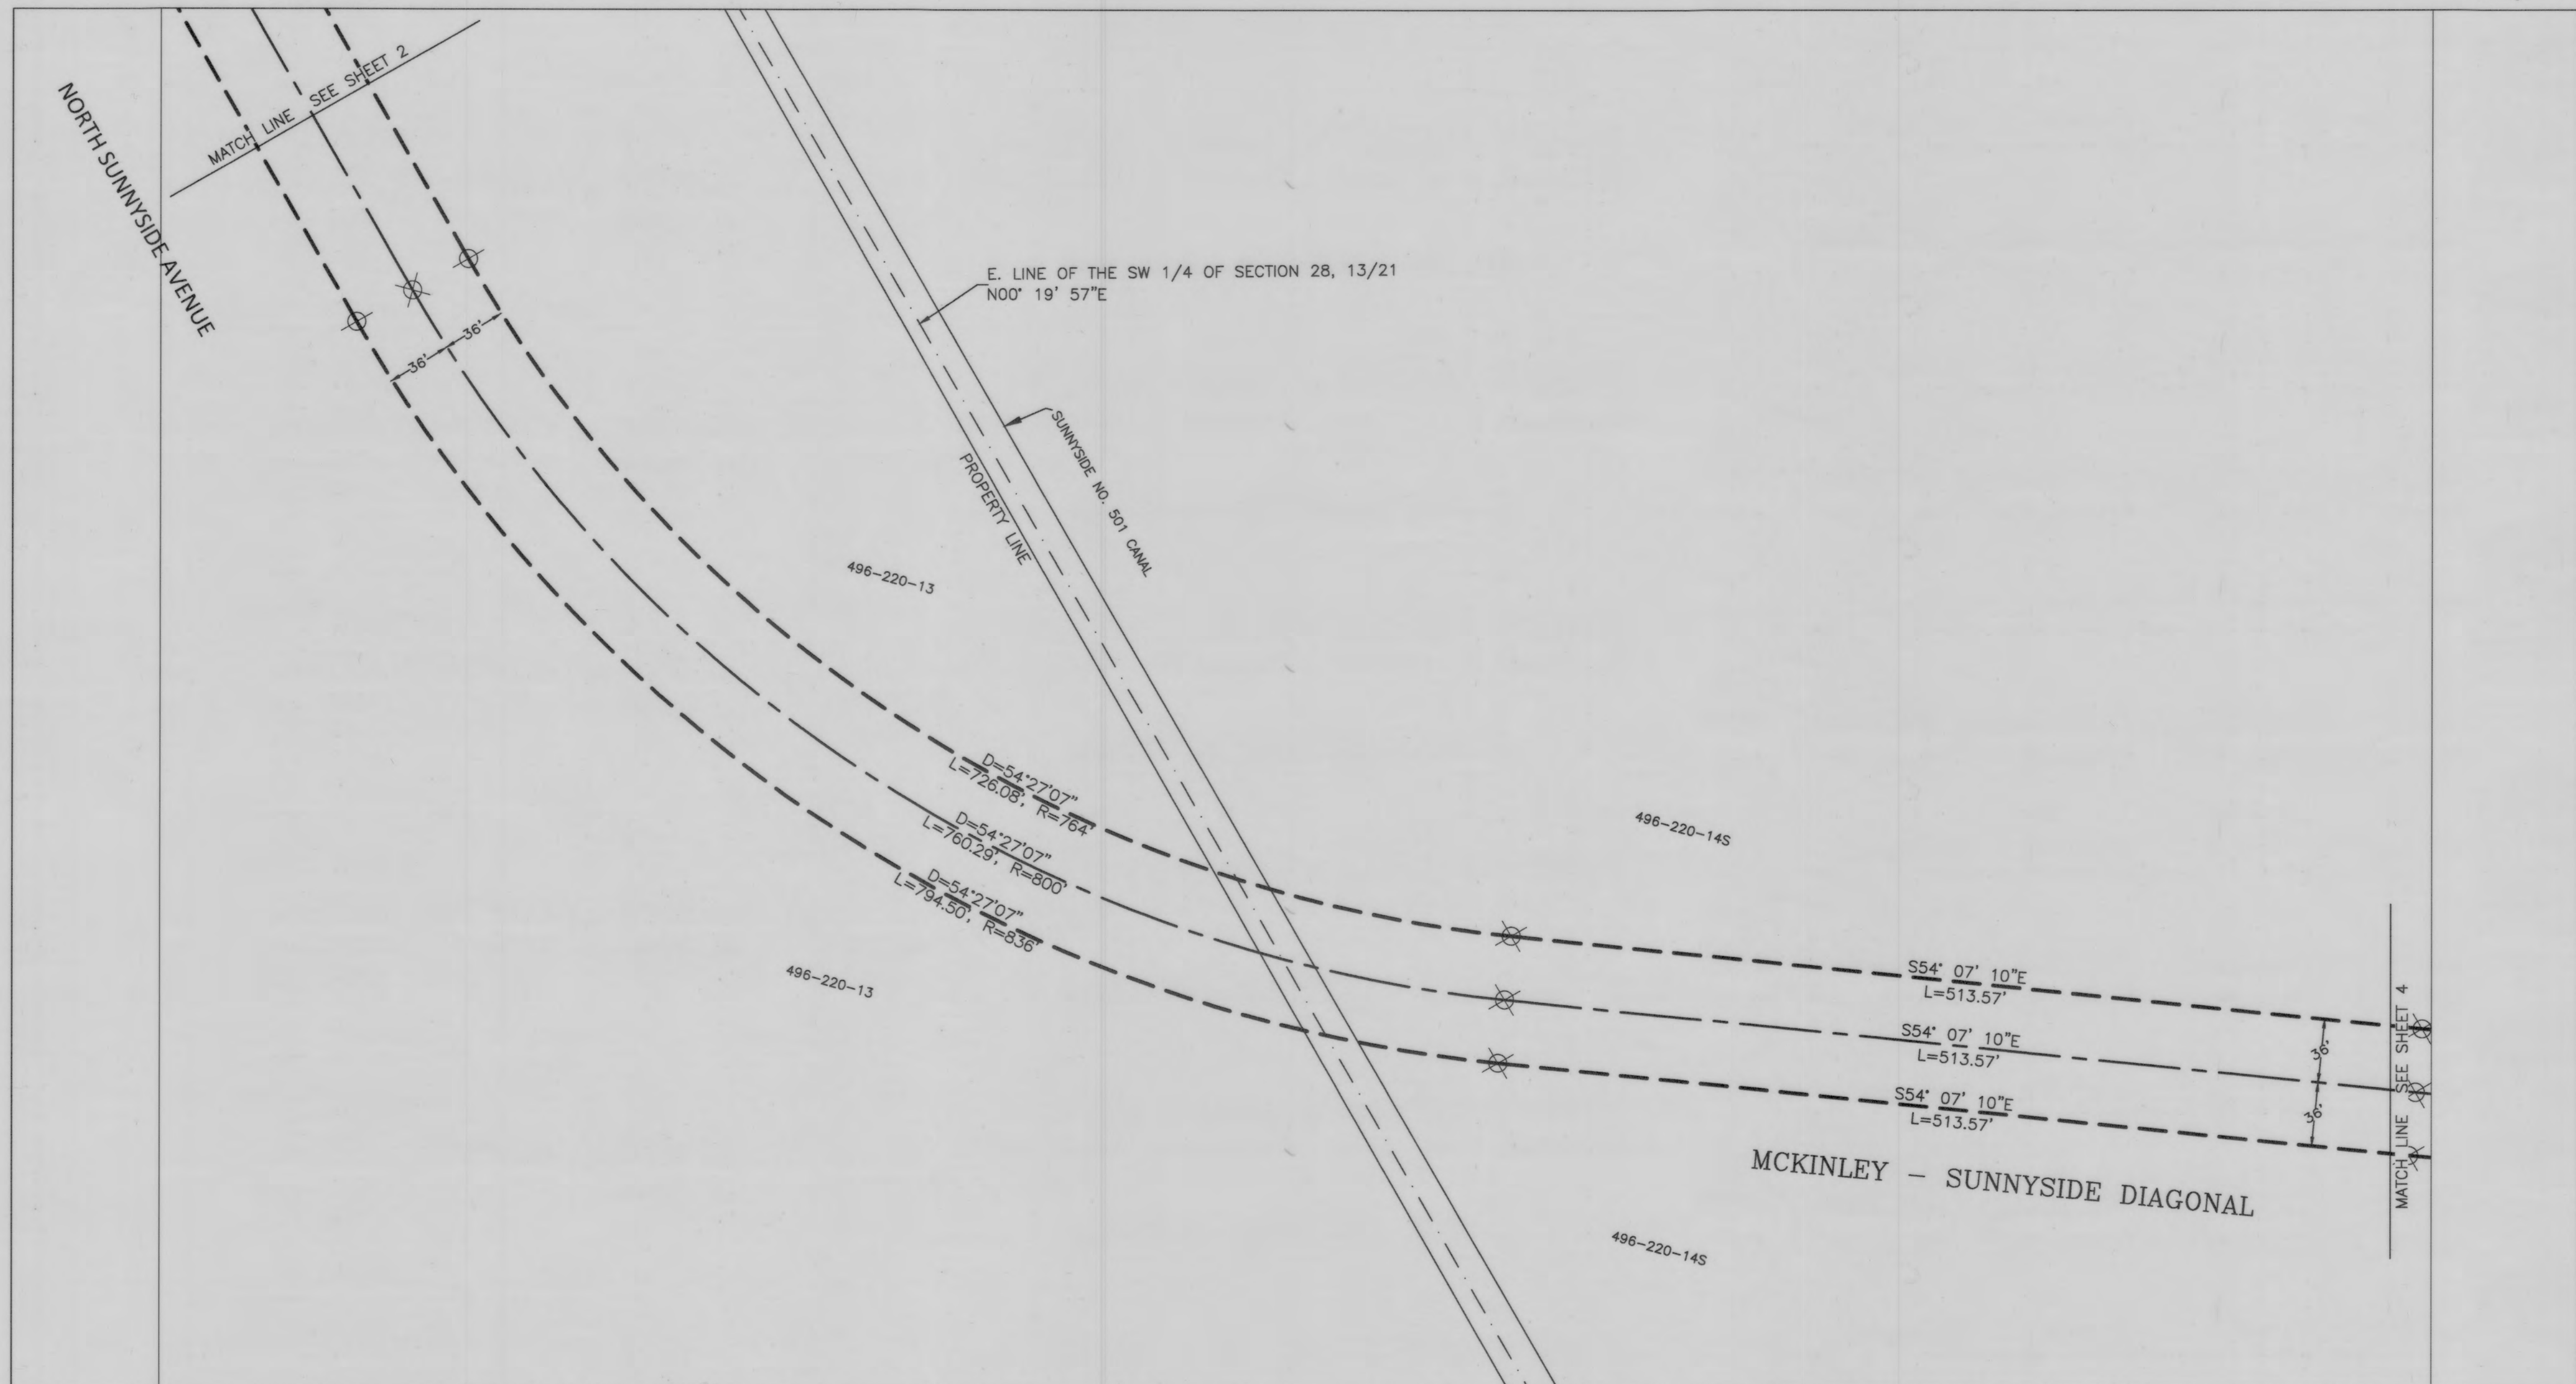 NORTH SUNNYSIDE AVENUE
MATCH LINE SEE SHEET 2
36'
36'
E. LINE OF THE SW 1/4 OF SECTION 28, 13/21
N00° 19' 57"E
SUNNYSIDE NO. 501 CANAL
PROPERTY LINE
496-220-13
D=54°27'07"
L=726.08', R=764'
D=54°27'07"
L=760.29', R=800'
D=54°27'07"
L=794.50', R=836'
496-220-13
496-220-14S
S54° 07' 10"E
L=513.57'
S54° 07' 10"E
L=513.57'
S54° 07' 10"E
L=513.57'
36'
36'
MATCH LINE SEE SHEET 4
MCKINLEY - SUNNYSIDE DIAGONAL
496-220-14S